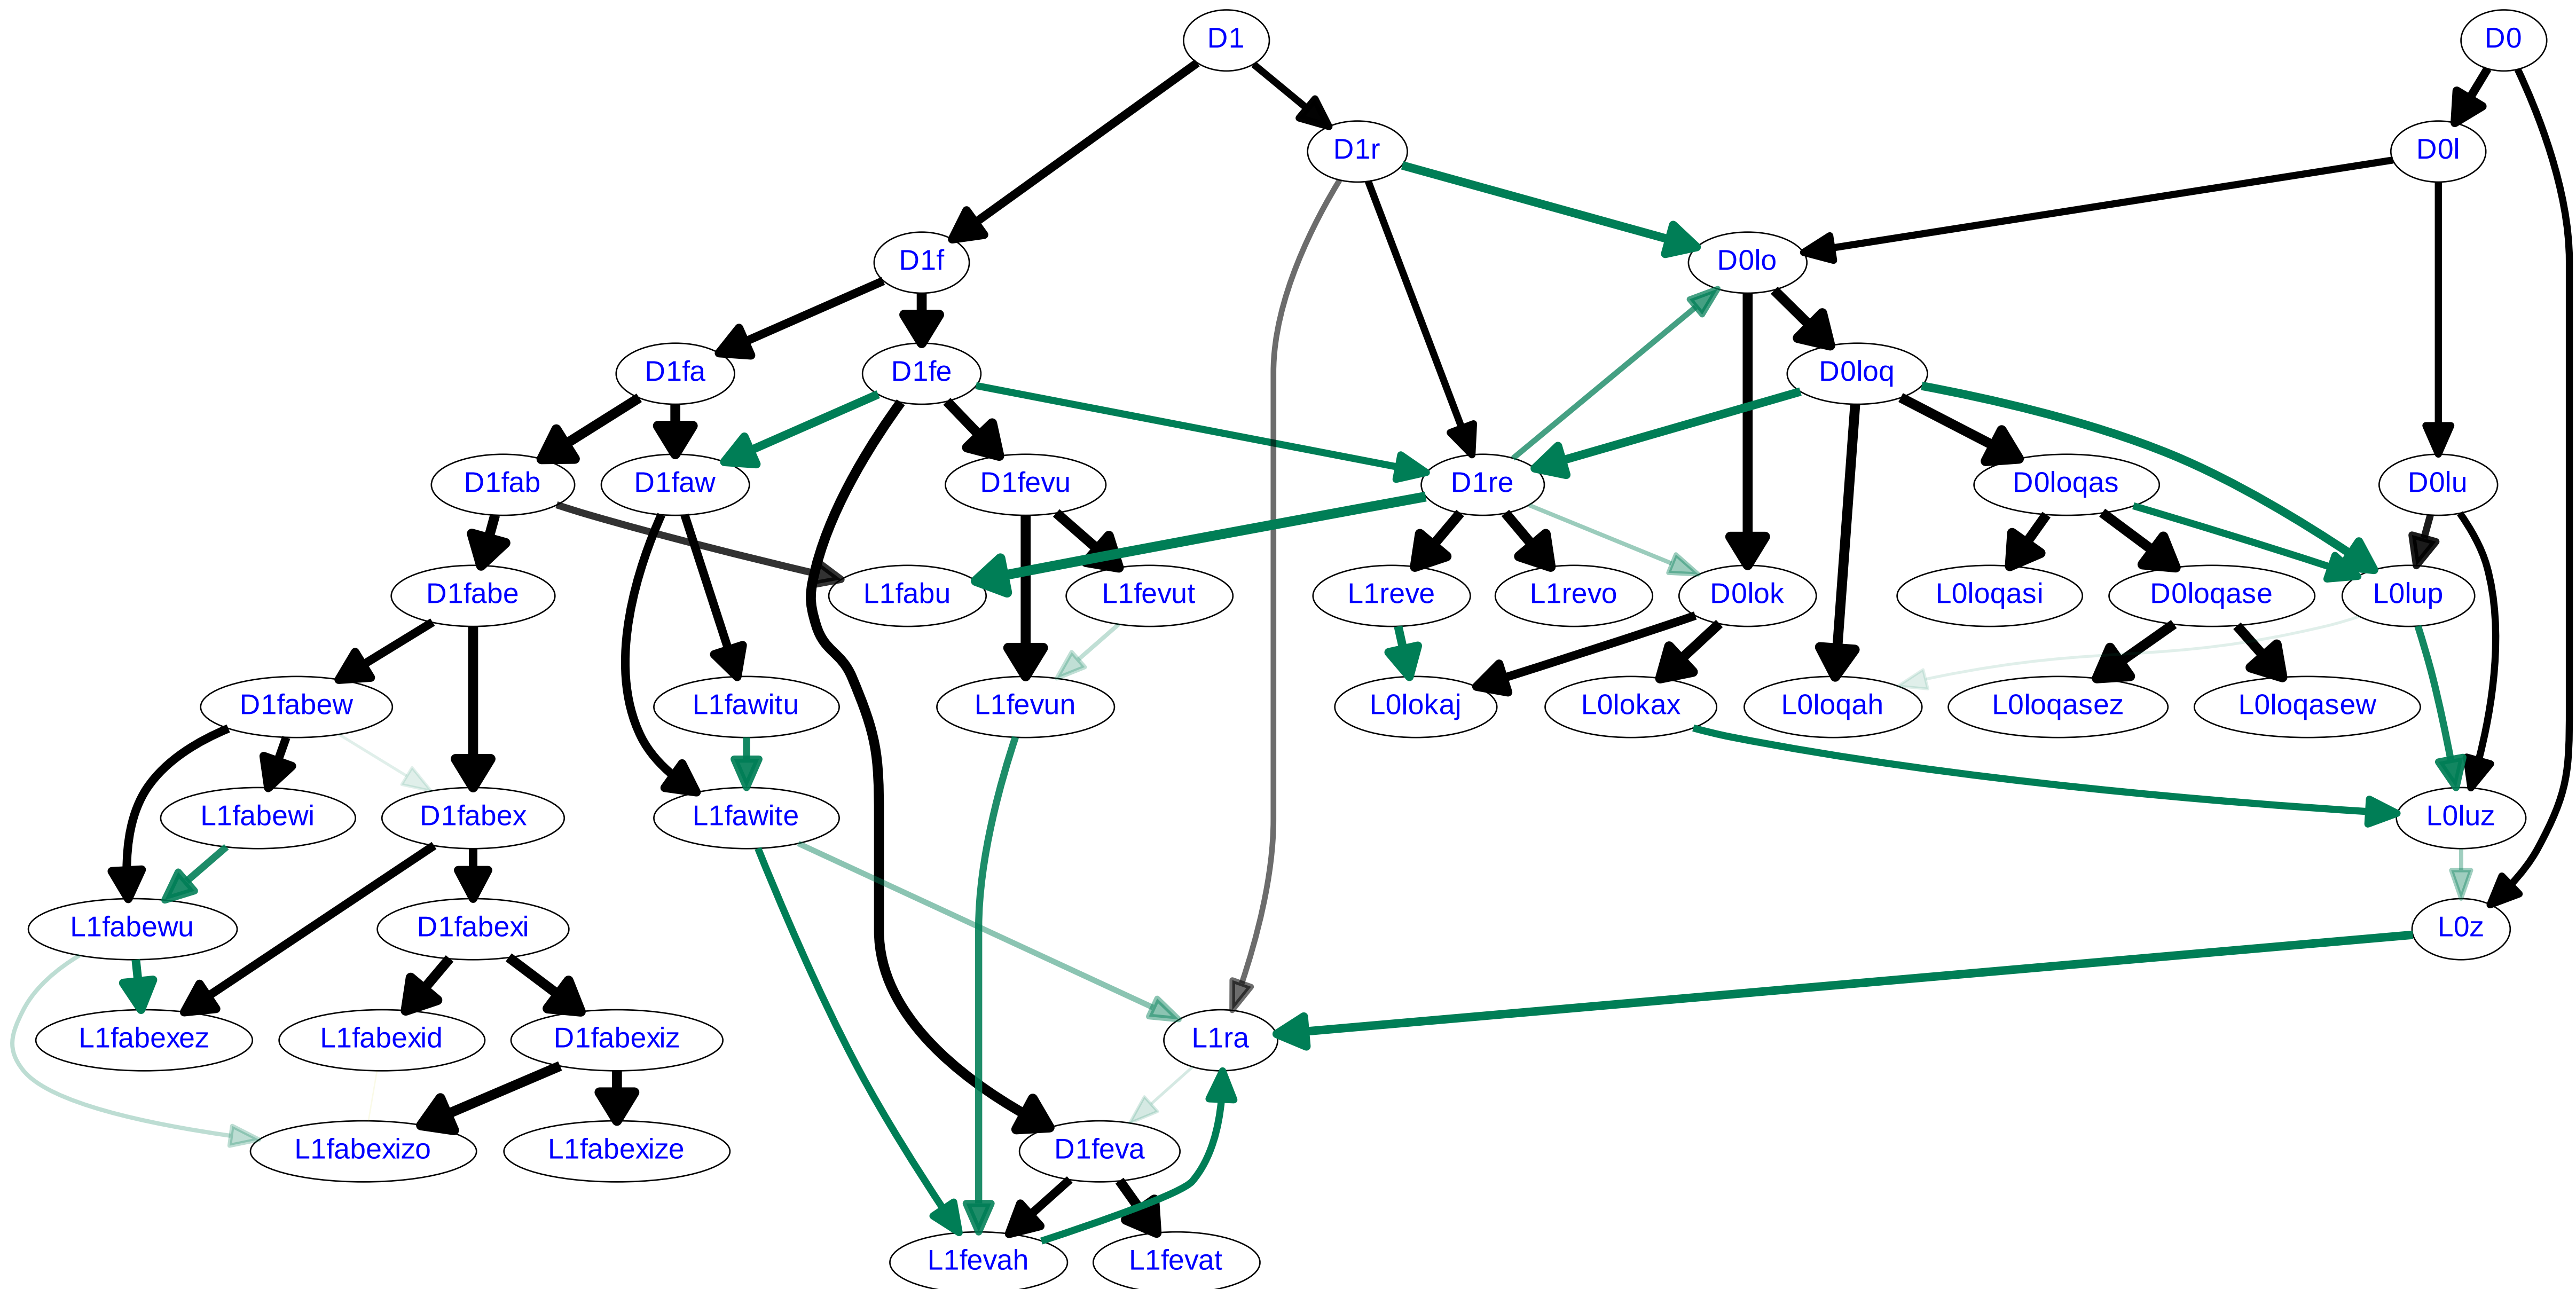 D1
D0
D1r
D0l
D1f
D0lo
D1fa
D1fe
D0loq
D1fab
D1faw
D1fevu
D1re
D0loqas
D0lu
D1fabe
L1fabu
L1fevut
L1reve
L1revo
D0lok
L0loqasi
D0loqase
L0lup
D1fabew
L1fawitu
L1fevun
L0lokaj
L0lokax
L0loqah
L0loqasez
L0loqasew
L1fabewi
D1fabex
L1fawite
L0luz
L1fabewu
D1fabexi
L0z
L1fabexez
L1fabexid
D1fabexiz
L1ra
L1fabexizo
L1fabexize
D1feva
L1fevah
L1fevat